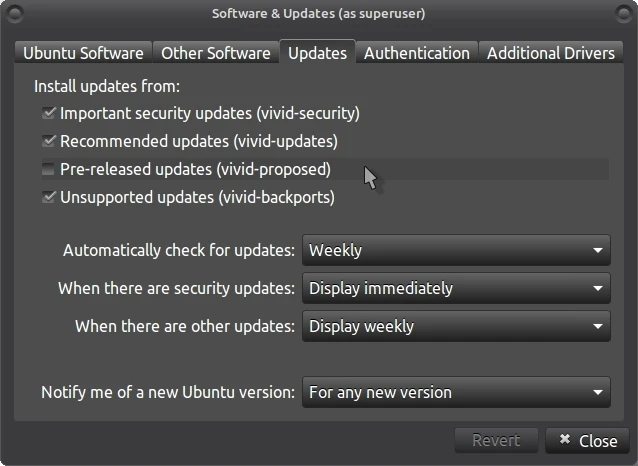 Software & Updates (as superuser)
Ubuntu Software Other Software Updates Authentication Additional Drivers
Install updates from:
Important security updates (vivid-security)
Recommended updates (vivid-updates)
Pre-released updates (vivid-proposed)
Unsupported updates (vivid-backports)
Automatically check for updates: Weekly
When there are security updates: Display immediately
When there are other updates: Display weekly
Notify me of a new Ubuntu version: For any new version
Revert Close